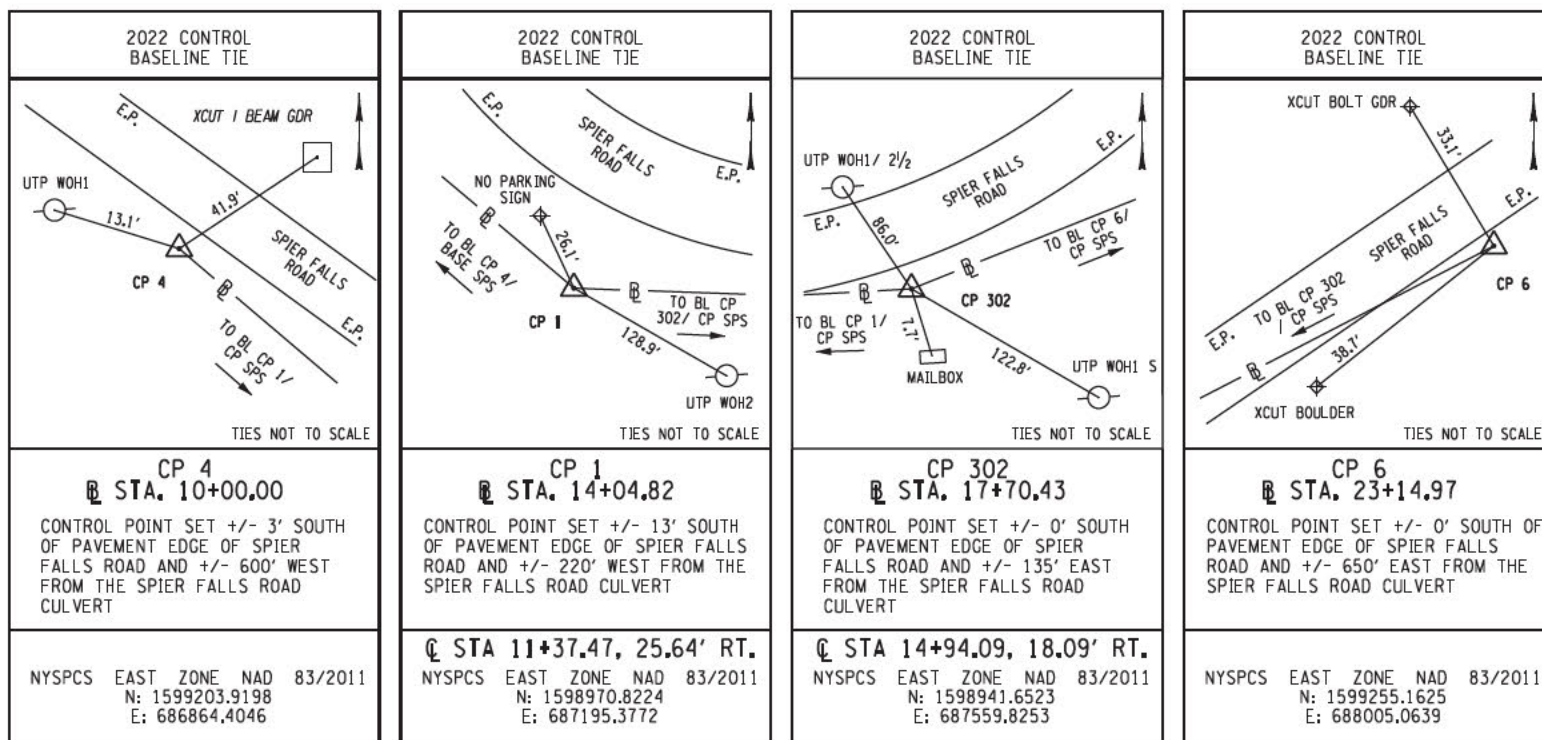 2022 CONTROL
BASELINE TIE
XCUT I BEAM GDR
E.P.
UTP WOH1
13.1'
41.9'
SPIER FALLS
ROAD
CP 4
℄
E.P.
TO BL CP 1/
CP SPS
TIES NOT TO SCALE
CP 4
℄ STA. 10+00.00
CONTROL POINT SET +/- 3' SOUTH
OF PAVEMENT EDGE OF SPIER
FALLS ROAD AND +/- 600' WEST
FROM THE SPIER FALLS ROAD
CULVERT
NYSPCS EAST ZONE NAD 83/2011
N: 1599203.9198
E: 686864.4046
2022 CONTROL
BASELINE TIE
E.P.
SPIER FALLS
ROAD
E.P.
NO PARKING
SIGN
TO BL CP 4/
BASE SPS
26.1'
CP 1
TO BL CP
302/ CP SPS
128.9'
UTP WOH2
TIES NOT TO SCALE
CP 1
BL STA. 14+04.82
CONTROL POINT SET +/- 13' SOUTH
OF PAVEMENT EDGE OF SPIER FALLS
ROAD AND +/- 220' WEST FROM THE
SPIER FALLS ROAD CULVERT
℄ STA 11+37.47, 25.64' RT.
NYSPCS EAST ZONE NAD 83/2011
N: 1598970.8224
E: 687195.3772
2022 CONTROL
BASELINE TIE
UTP WOH1/ 2½
E.P.
SPIER FALLS
ROAD
E.P.
86.0'
TO BL CP 6/
CP SPS
CP 302
TO BL CP 1/
CP SPS
7.7'
MAILBOX
122.8'
UTP WOH1 S
TIES NOT TO SCALE
CP 302
BL STA. 17+70.43
CONTROL POINT SET +/- 0' SOUTH
OF PAVEMENT EDGE OF SPIER
FALLS ROAD AND +/- 135' EAST
FROM THE SPIER FALLS ROAD
CULVERT
℄ STA 14+94.09, 18.09' RT.
NYSPCS EAST ZONE NAD 83/2011
N: 1598941.6523
E: 687559.8253
2022 CONTROL
BASELINE TIE
XCUT BOLT GDR
33.1'
E.P.
SPIER FALLS
ROAD
CP 6
TO BL CP 302
/ CP SPS
E.P.
38.7'
XCUT BOULDER
TIES NOT TO SCALE
CP 6
BL STA. 23+14.97
CONTROL POINT SET +/- 0' SOUTH OF
PAVEMENT EDGE OF SPIER FALLS
ROAD AND +/- 650' EAST FROM THE
SPIER FALLS ROAD CULVERT
NYSPCS EAST ZONE NAD 83/2011
N: 1599255.1625
E: 688005.0639